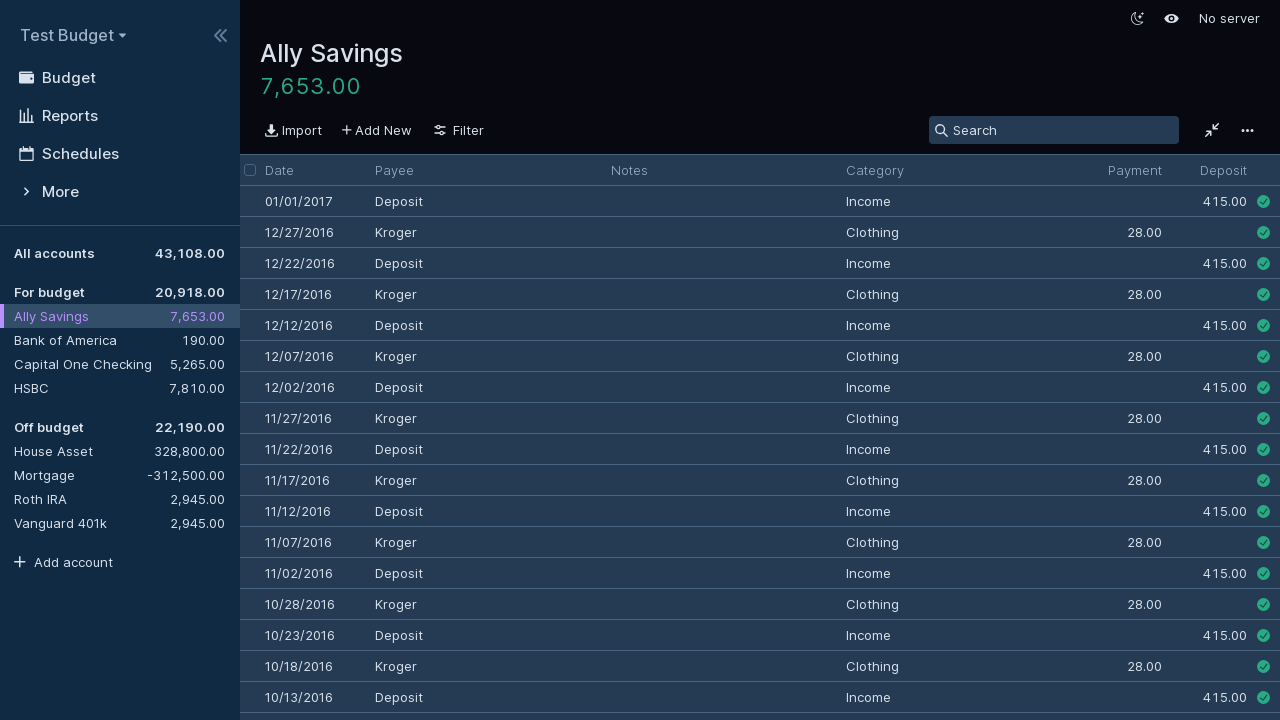 Test Budget
Budget
Reports
Schedules
More
All accounts 43,108.00
For budget 20,918.00
Ally Savings 7,653.00
Bank of America 190.00
Capital One Checking 5,265.00
HSBC 7,810.00
Off budget 22,190.00
House Asset 328,800.00
Mortgage -312,500.00
Roth IRA 2,945.00
Vanguard 401k 2,945.00
Add account
No server
Ally Savings
7,653.00
Import Add New Filter Search
Date Payee Notes Category Payment Deposit
01/01/2017 Deposit Income 415.00
12/27/2016 Kroger Clothing 28.00
12/22/2016 Deposit Income 415.00
12/17/2016 Kroger Clothing 28.00
12/12/2016 Deposit Income 415.00
12/07/2016 Kroger Clothing 28.00
12/02/2016 Deposit Income 415.00
11/27/2016 Kroger Clothing 28.00
11/22/2016 Deposit Income 415.00
11/17/2016 Kroger Clothing 28.00
11/12/2016 Deposit Income 415.00
11/07/2016 Kroger Clothing 28.00
11/02/2016 Deposit Income 415.00
10/28/2016 Kroger Clothing 28.00
10/23/2016 Deposit Income 415.00
10/18/2016 Kroger Clothing 28.00
10/13/2016 Deposit Income 415.00